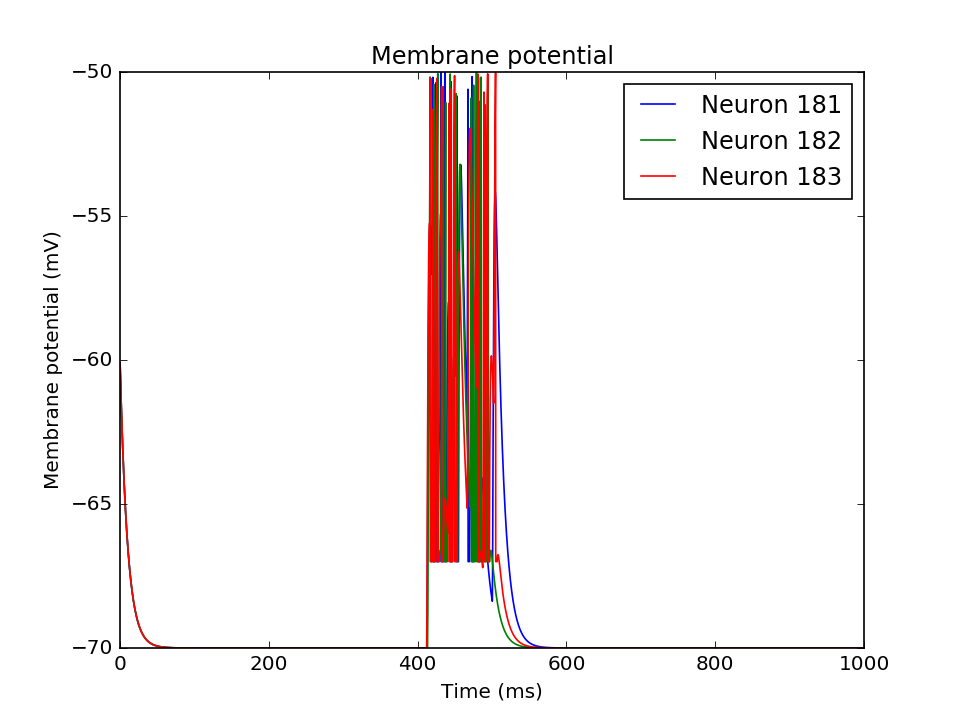 Membrane potential
−50
−55
−60
−65
−70
Membrane potential (mV)
Neuron 181
Neuron 182
Neuron 183
0 200 400 600 800 1000
Time (ms)